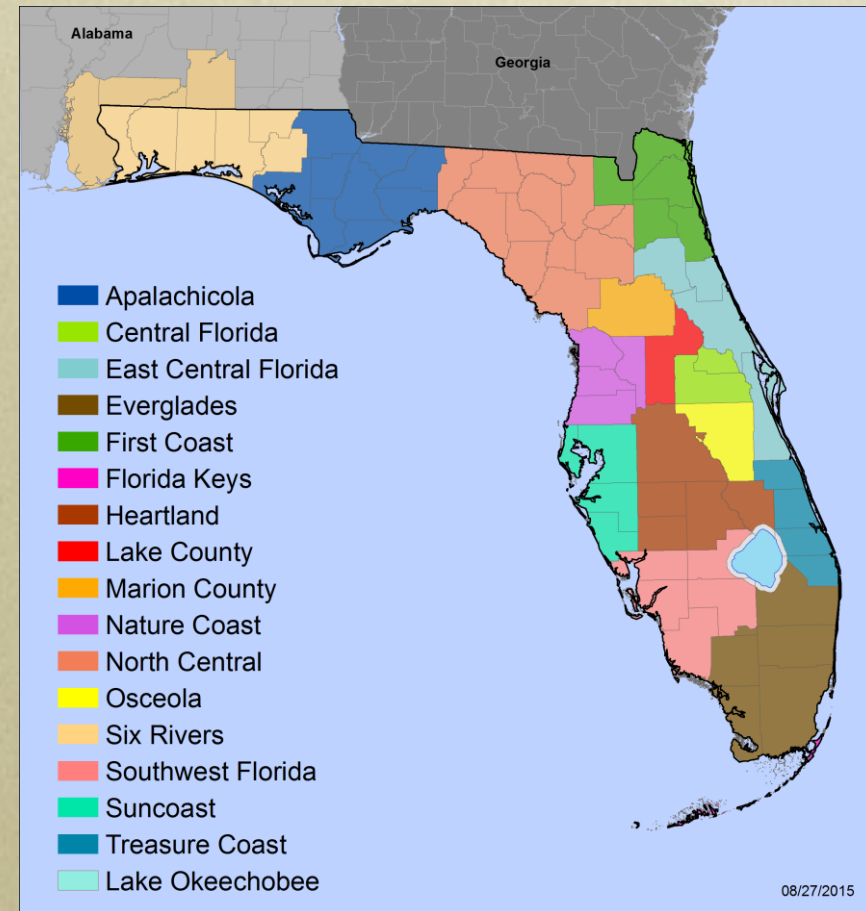 Alabama
Georgia
Apalachicola
Central Florida
East Central Florida
Everglades
First Coast
Florida Keys
Heartland
Lake County
Marion County
Nature Coast
North Central
Osceola
Six Rivers
Southwest Florida
Suncoast
Treasure Coast
Lake Okeechobee
08/27/2015